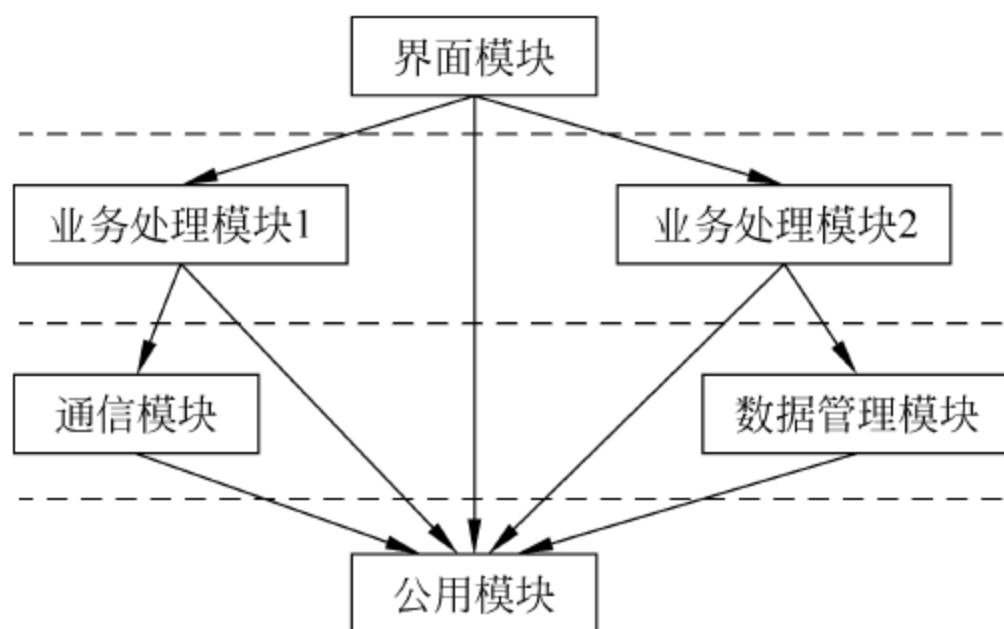 界面模块
业务处理模块1
业务处理模块2
通信模块
数据管理模块
公用模块